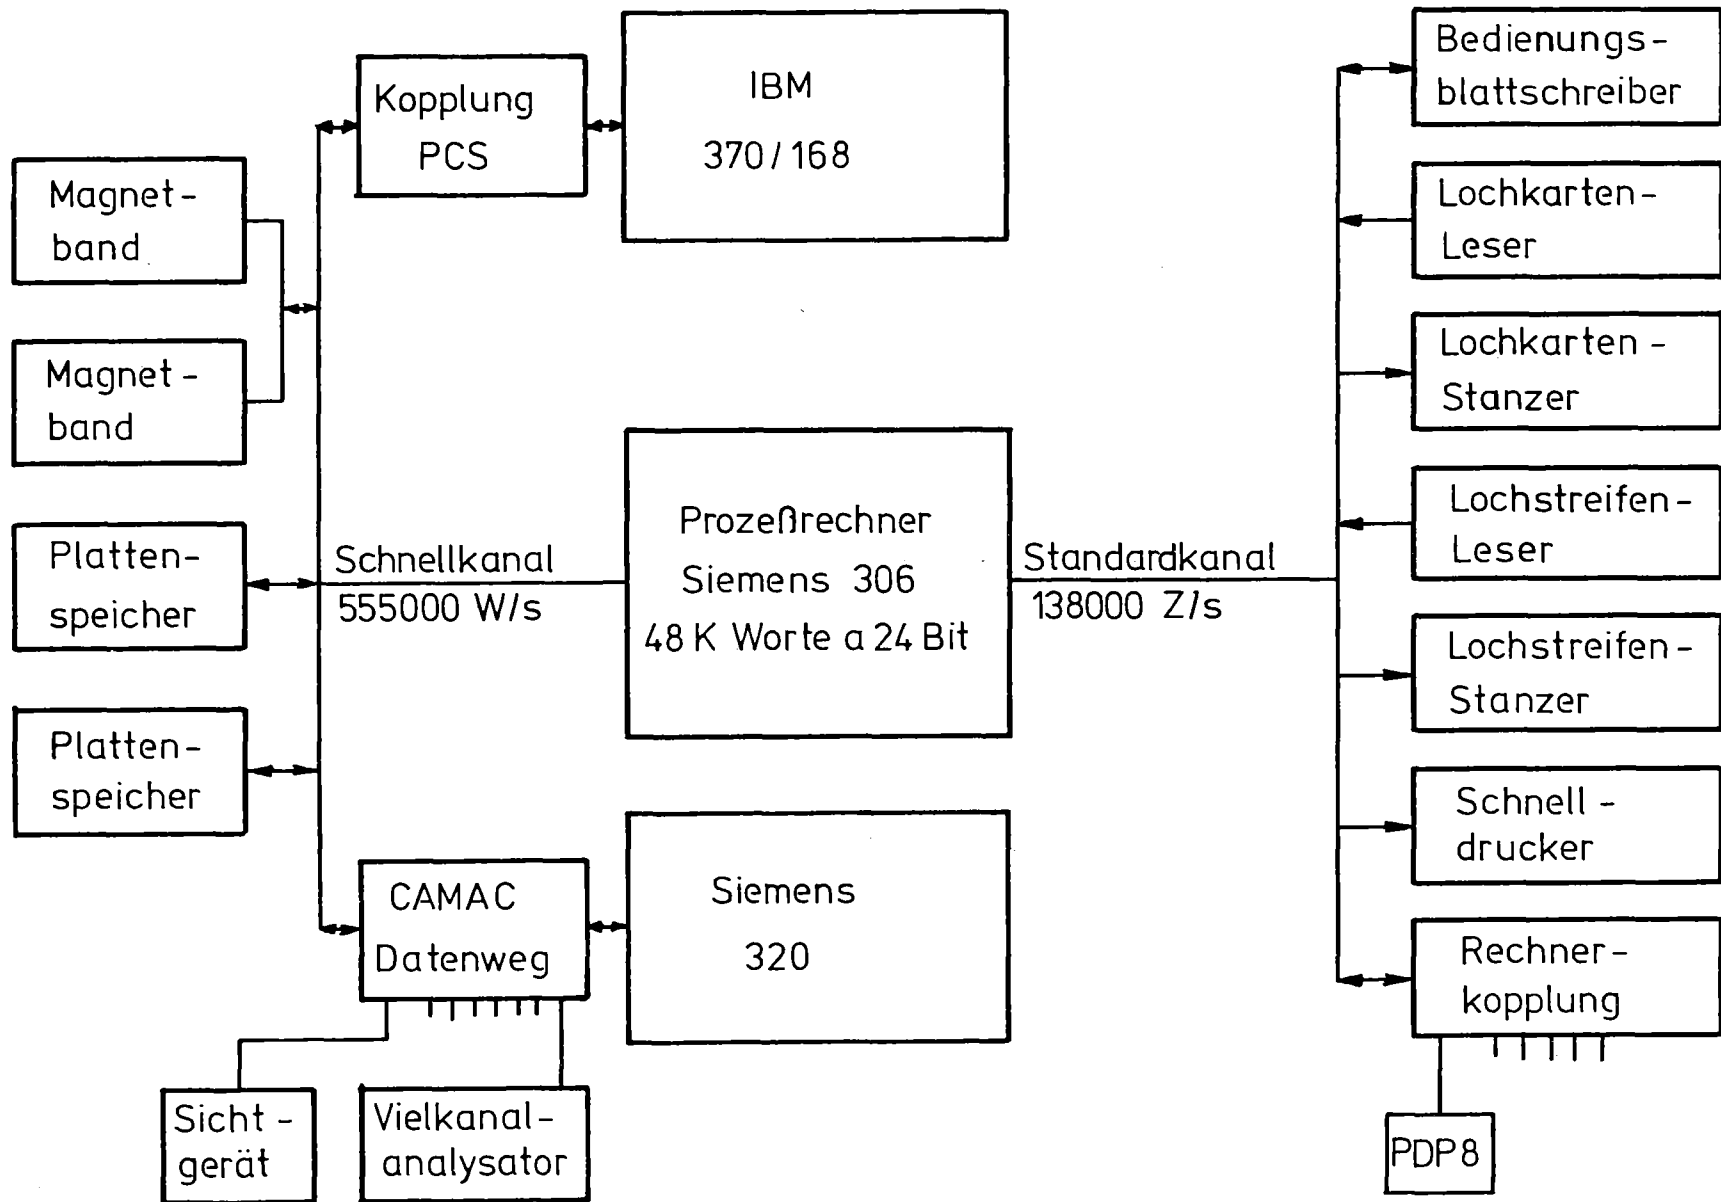 Kopplung
PCS
IBM
370/168
Magnet-
band
Magnet-
band
Platten-
speicher
Platten-
speicher
Schnellkanal
555000 W/s
Prozeßrechner
Siemens 306
48 K Worte a 24 Bit
Standardkanal
138000 Z/s
CAMAC
Datenweg
Siemens
320
Sicht-
gerät
Vielkanal-
analysator
Bedienungs-
blattschreiber
Lochkarten-
Leser
Lochkarten-
Stanzer
Lochstreifen-
Leser
Lochstreifen-
Stanzer
Schnell-
drucker
Rechner-
kopplung
PDP8